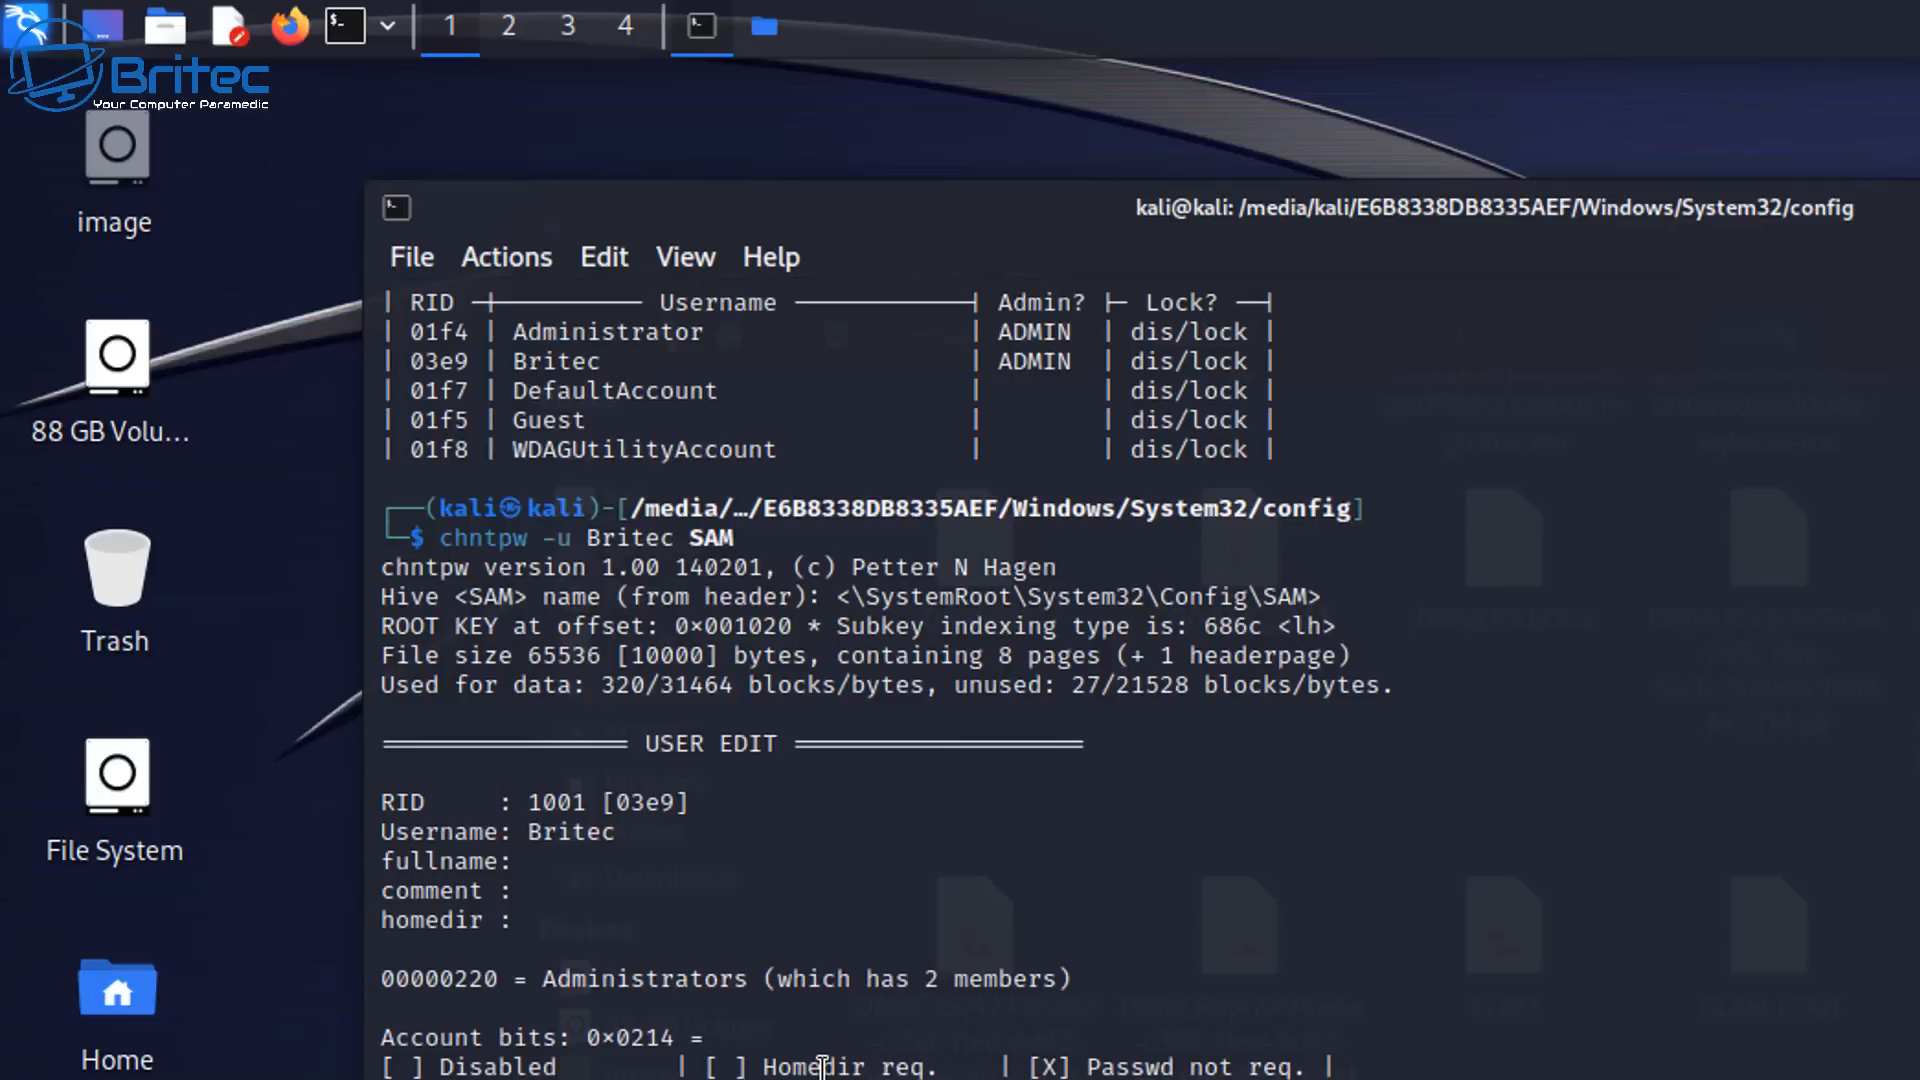 1 2 3 4
Britec
Your Computer Paramedic
image
88 GB Volu...
Trash
File System
Home
kali@kali: /media/kali/E6B8338DB8335AEF/Windows/System32/config
File Actions Edit View Help
| RID -|---------- Username ------------| Admin? |- Lock? --|
| 01f4 | Administrator | ADMIN | dis/lock |
| 03e9 | Britec | ADMIN | dis/lock |
| 01f7 | DefaultAccount | | dis/lock |
| 01f5 | Guest | | dis/lock |
| 01f8 | WDAGUtilityAccount | | dis/lock |
┌──(kali㉿kali)-[/media/…/E6B8338DB8335AEF/Windows/System32/config]
└─$ chntpw -u Britec SAM
chntpw version 1.00 140201, (c) Petter N Hagen
Hive <SAM> name (from header): <\SystemRoot\System32\Config\SAM>
ROOT KEY at offset: 0×001020 * Subkey indexing type is: 686c <lh>
File size 65536 [10000] bytes, containing 8 pages (+ 1 headerpage)
Used for data: 320/31464 blocks/bytes, unused: 27/21528 blocks/bytes.
================= USER EDIT ====================
RID : 1001 [03e9]
Username: Britec
fullname:
comment :
homedir :
00000220 = Administrators (which has 2 members)
Account bits: 0×0214 =
[ ] Disabled | [ ] Homedir req. | [X] Passwd not req. |